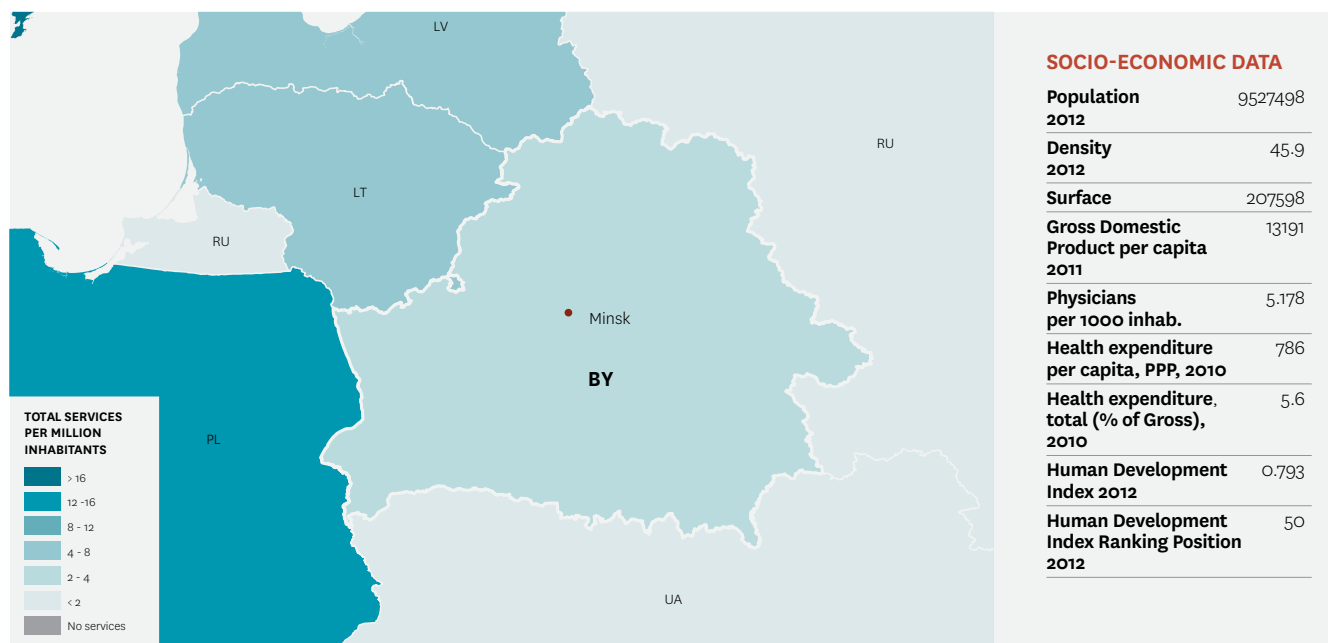 LV
RU
LT
RU
Minsk
BY
PL
UA
TOTAL SERVICES
PER MILLION
INHABITANTS
> 16
12 -16
8 - 12
4 - 8
2 - 4
< 2
No services
SOCIO-ECONOMIC DATA
Population 9527498
2012
Density 45.9
2012
Surface 207598
Gross Domestic 13191
Product per capita
2011
Physicians 5.178
per 1000 inhab.
Health expenditure 786
per capita, PPP, 2010
Health expenditure, 5.6
total (% of Gross),
2010
Human Development 0.793
Index 2012
Human Development 50
Index Ranking Position
2012